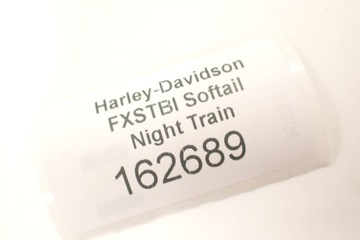 Harley-Davidson
FXSTBI Softail
Night Train
162689